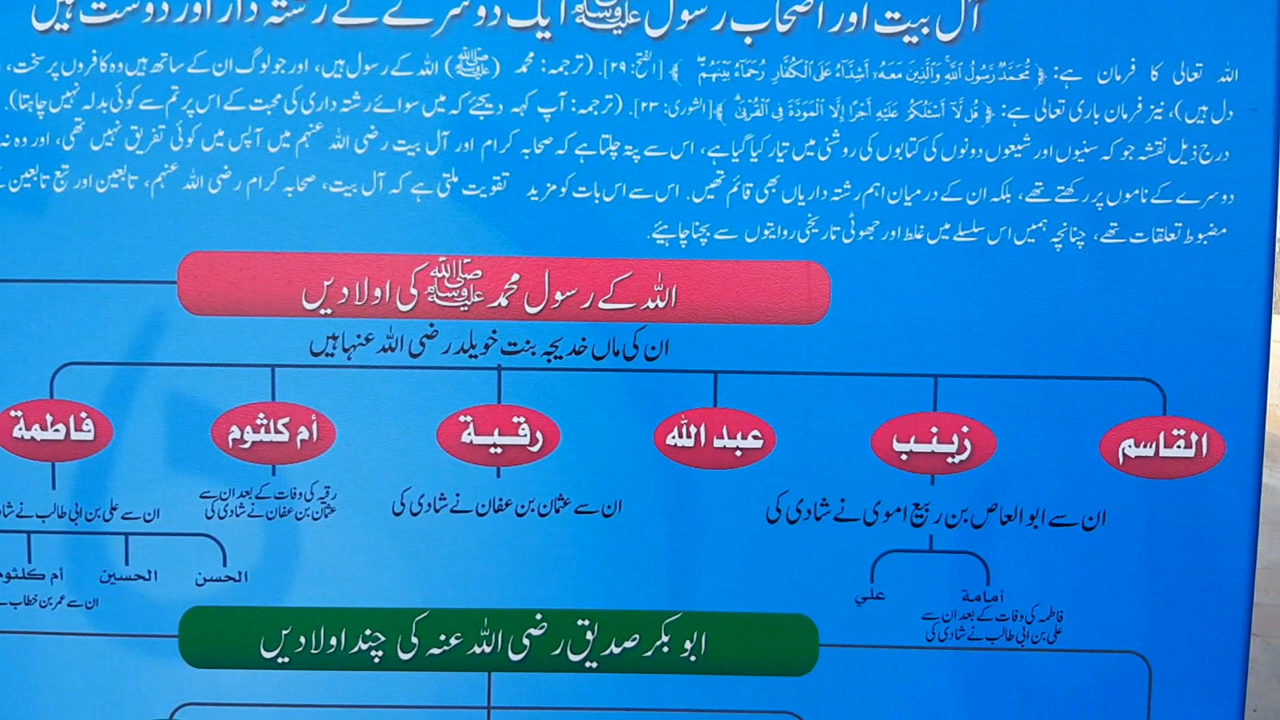 آل بیت اور اصحاب رسول ﷺ ایک دوسرے کے رشتہ دار اور دوست ہیں
اللہ تعالی کا فرمان ہے: ﴿ مُّحَمَّدٌ رَّسُولُ اللَّهِ وَالَّذِينَ مَعَهُ أَشِدَّاءُ عَلَى الْكُفَّارِ رُحَمَاءُ بَيْنَهُمْ ﴾ [الفتح: ۲۹]. (ترجمہ: محمد (ﷺ) اللہ کے رسول ہیں، اور جو لوگ ان کے ساتھ ہیں وہ کافروں پر سخت،
دل ہیں)، نیز فرمان باری تعالی ہے: ﴿ قُل لَّا أَسْأَلُكُمْ عَلَيْهِ أَجْرًا إِلَّا الْمَوَدَّةَ فِي الْقُرْبَىٰ ﴾ [الشوری: ۲۳]. (ترجمہ: آپ کہہ دیجئے کہ میں سوائے رشتہ داری کی محبت کے اس پر تم سے کوئی بدلہ نہیں چاہتا).
درج ذیل نقشہ جو کہ سنیوں اور شیعوں دونوں کی کتابوں کی روشنی میں تیار کیا گیا ہے، اس سے پتہ چلتا ہے کہ صحابہ کرام اور آل بیت رضی اللہ عنہم میں آپس میں کوئی تفریق نہیں تھی، اور وہ نہ
دوسرے کے ناموں پر رکھتے تھے، بلکہ ان کے درمیان اہم رشتہ داریاں بھی قائم تھیں. اس سے اس بات کو مزید تقویت ملتی ہے کہ آل بیت، صحابہ کرام رضی اللہ عنہم، تابعین اور تبع تابعین کے
مضبوط تعلقات تھے، چنانچہ ہمیں اس سلسلے میں غلط اور جھوٹی تاریخی روایتوں سے بچنا چاہیے.
اللہ کے رسول محمد ﷺ کی اولادیں
ان کی ماں خدیجہ بنت خویلد رضی اللہ عنہا ہیں
القاسم زينب عبد الله رقية أم كلثوم فاطمة
ان سے ابو العاص بن ربیع اموی نے شادی کی
ان سے عثمان بن عفان نے شادی کی
رقیہ کی وفات کے بعد ان سے
عثمان بن عفان نے شادی کی
ان سے علی بن ابی طالب نے
أمامة علي
فاطمہ کی وفات کے بعد ان سے
علی بن ابی طالب نے شادی کی
الحسن الحسين أم كلثوم
ان سے عمر بن خطاب
ابو بکر صدیق رضی اللہ عنہ کی چند اولادیں